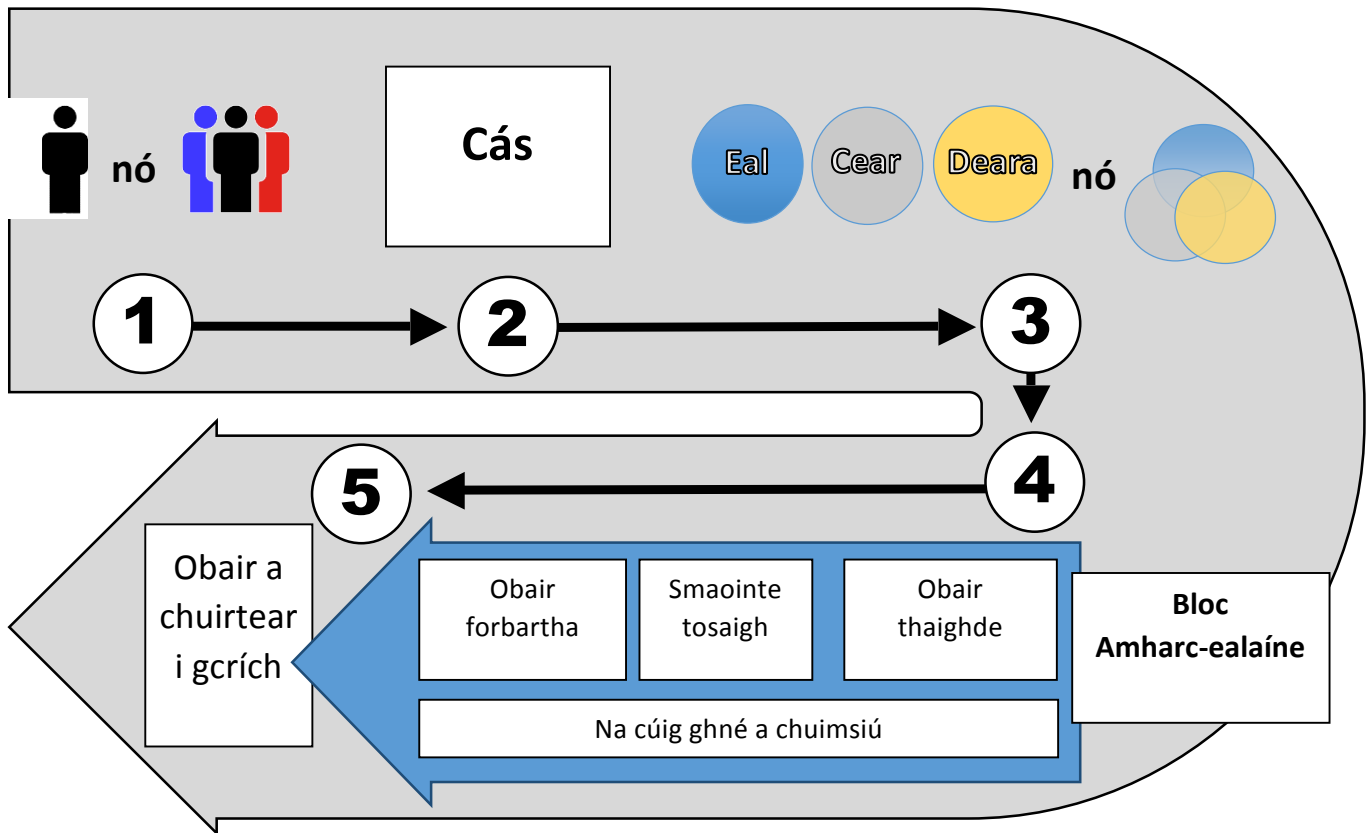 nó
Cás
Eal
Cear
Deara
nó
1
2
3
4
5
Bloc
Amharc-ealaíne
Obair
thaighde
Smaointe
tosaigh
Obair
forbartha
Na cúig ghné a chuimsiú
Obair a
chuirtear
i gcrích